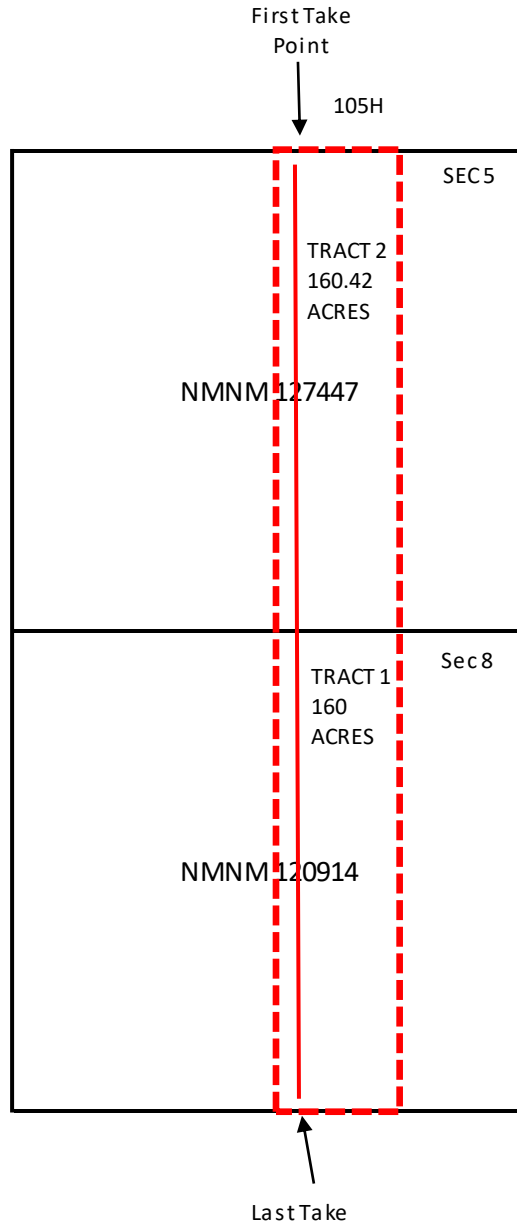 First Take
Point
105H
SEC 5
TRACT 2
160.42
ACRES
NMNM 127447
Sec 8
TRACT 1
160
ACRES
NMNM 120914
Last Take